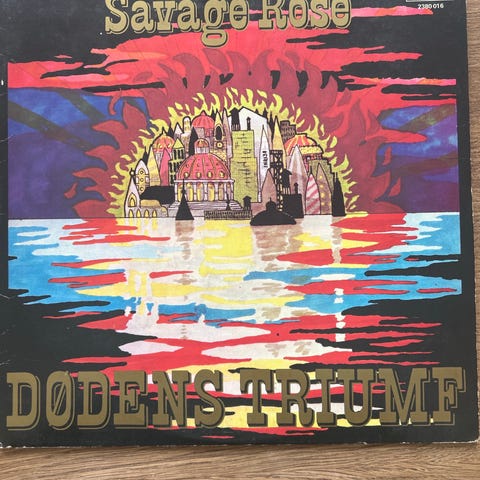 Savage Rose
2380 016
DØDENS TRIUMF